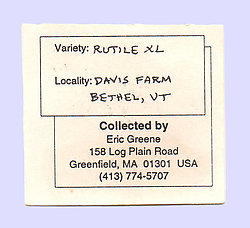 Variety: RUTILE XL
Locality: DAVIS FARM
BETHEL, VT
Collected by
Eric Greene
158 Log Plain Road
Greenfield, MA 01301 USA
(413) 774-5707